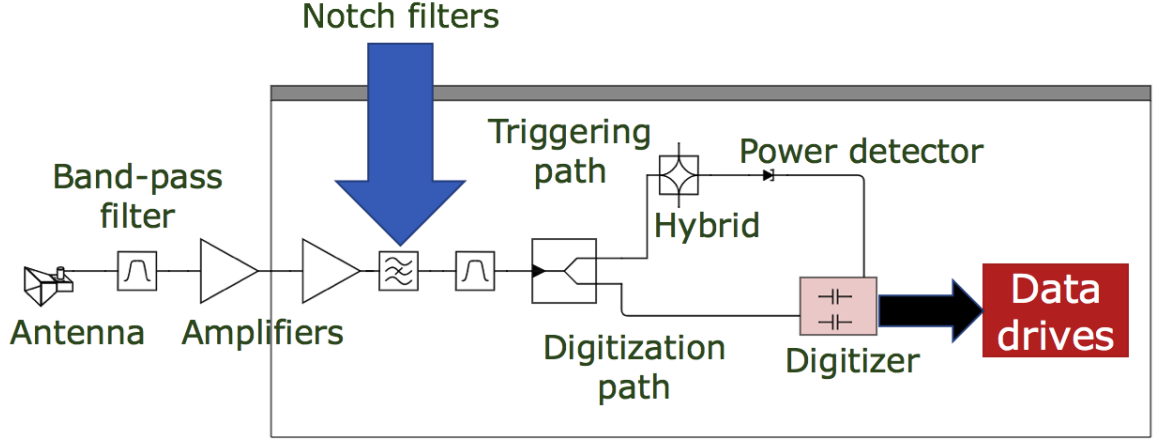 Notch filters
Triggering
path
Power detector
Band-pass
filter
Hybrid
Antenna
Amplifiers
Digitization
path
Digitizer
Data
drives